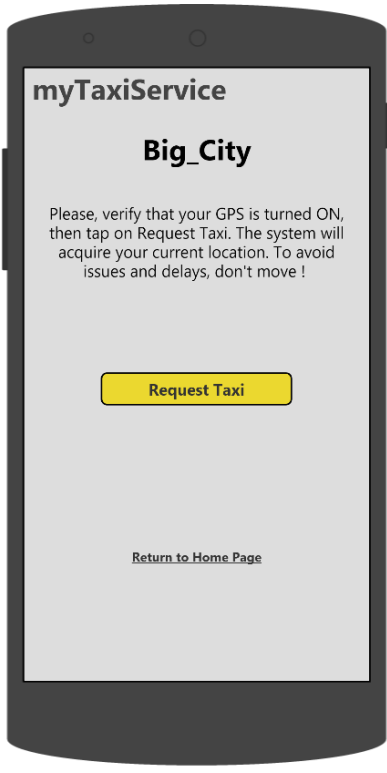 myTaxiService
Big_City
Please, verify that your GPS is turned ON,
then tap on Request Taxi. The system will
acquire your current location. To avoid
issues and delays, don't move !
Request Taxi
Return to Home Page